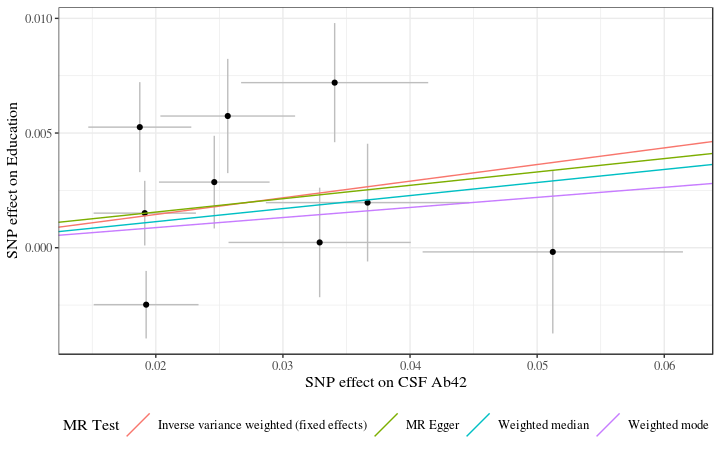 0.010
0.005
0.000
SNP effect on Education
0.02 0.03 0.04 0.05 0.06
SNP effect on CSF Ab42
MR Test Inverse variance weighted (fixed effects) MR Egger Weighted median Weighted mode